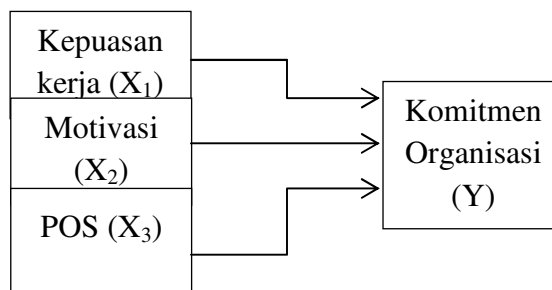 Kepuasan
kerja (X₁)
Motivasi
(X₂)
POS (X₃)
Komitmen
Organisasi
(Y)